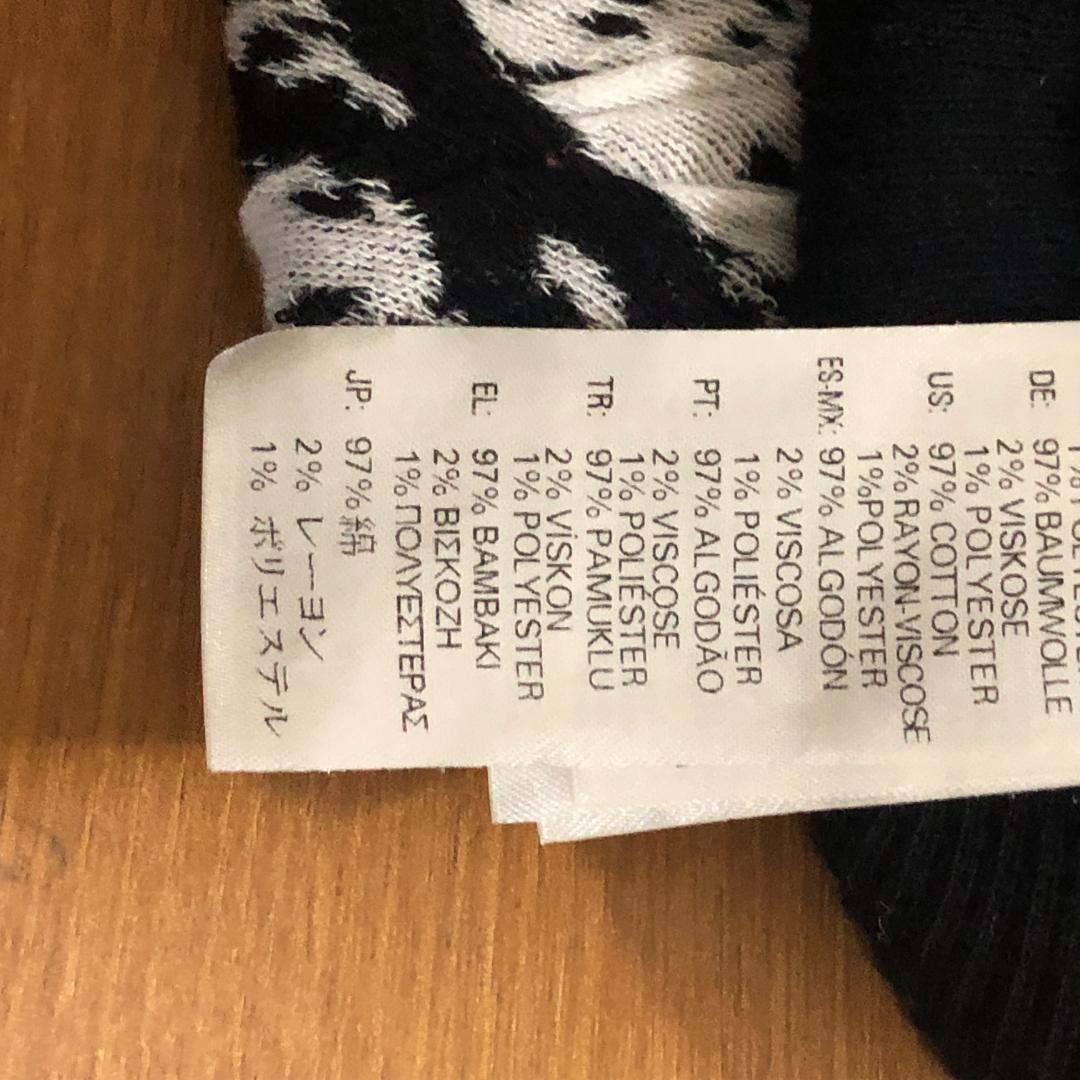 DE: 97% BAUMWOLLE
2% VISKOSE
1% POLYESTER
US: 97% COTTON
2% RAYON-VISCOSE
1%POLYESTER
ES-MX: 97% ALGODÓN
2% VISCOSA
1% POLIÉSTER
PT: 97% ALGODÃO
2% VISCOSE
1% POLIÉSTER
TR: 97% PAMUKLU
2% VİSKON
1% POLYESTER
EL: 97% ΒΑΜΒΑΚΙ
2% ΒΙΣΚΟΖΗ
1% ΠΟΛΥΕΣΤΕΡΑΣ
JP: 97% 綿
2% レーヨン
1% ポリエステル